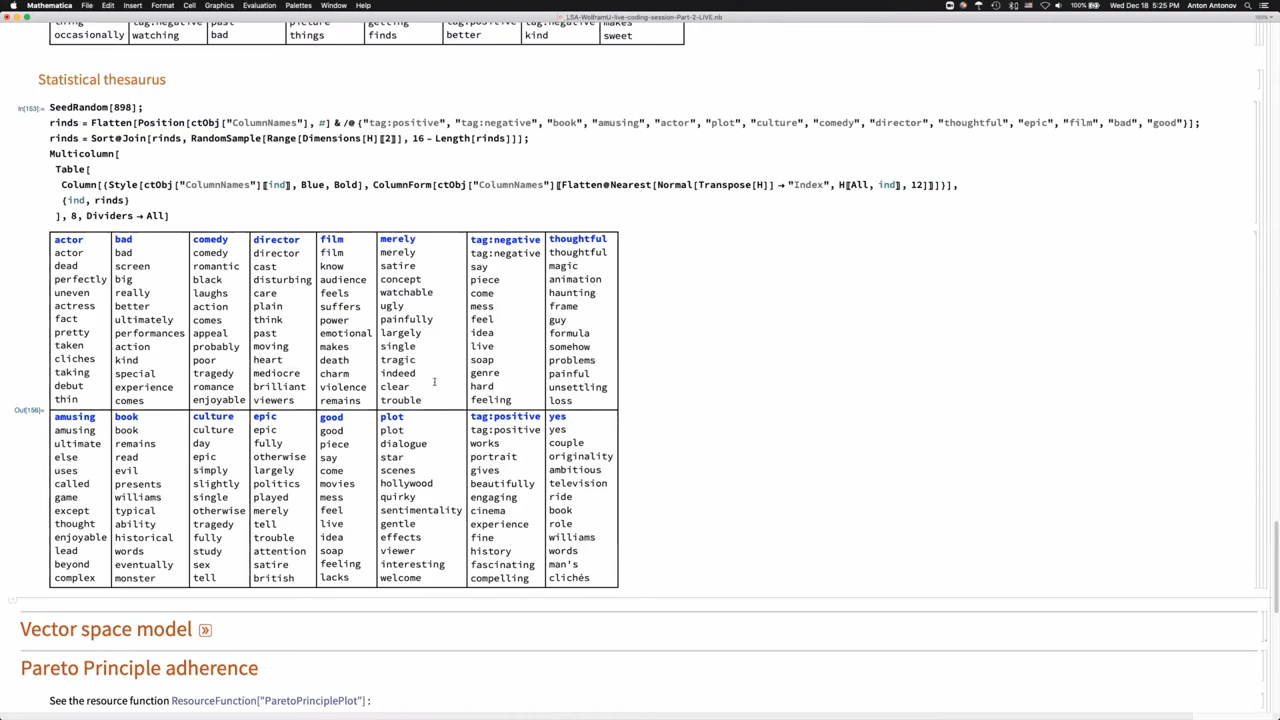 Mathematica File Edit Insert Format Cell Graphics Evaluation Palettes Window Help 100% Wed Dec 18 5:25 PM Anton Antonov
LSA-WolframU-live-coding-session-Part-2-LIVE.nb
thing watching past past getting tag:positive tag:negative makes
occasionally watching bad things finds better kind sweet
Statistical thesaurus
In[153]:= SeedRandom[898];
rinds = Flatten[Position[ctObj["ColumnNames"], #] & /@ {"tag:positive", "tag:negative", "book", "amusing", "actor", "plot", "culture", "comedy", "director", "thoughtful", "epic", "film", "bad", "good"}];
rinds = Sort@Join[rinds, RandomSample[Range[Dimensions[H]⟦2⟧], 16 - Length[rinds]]];
Multicolumn[
Table[
Column[{Style[ctObj["ColumnNames"]⟦ind⟧, Blue, Bold], ColumnForm[ctObj["ColumnNames"]⟦Flatten@Nearest[Normal[Transpose[H]] → "Index", H⟦All, ind⟧, 12]⟧]}],
{ind, rinds}
], 8, Dividers → All]
actor bad comedy director film merely tag:negative thoughtful
actor bad comedy director film merely tag:negative thoughtful
dead screen romantic cast know satire say magic
perfectly big black disturbing audience concept piece animation
uneven really laughs care feels watchable come haunting
actress better action plain suffers ugly mess frame
fact ultimately comes think power painfully feel guy
pretty performances appeal past emotional largely idea formula
taken action probably moving makes single live somehow
cliches kind poor heart death tragic soap problems
taking special tragedy mediocre charm indeed genre painful
debut experience romance brilliant violence clear hard unsettling
thin comes enjoyable viewers remains trouble feeling loss
Out[156]=
amusing book culture epic good plot tag:positive yes
amusing book culture epic good plot tag:positive yes
ultimate remains day fully piece dialogue works couple
else read epic otherwise say star portrait originality
uses evil simply largely come scenes gives ambitious
called presents slightly politics movies hollywood beautifully television
game williams single played mess quirky engaging ride
except typical otherwise merely feel sentimentality cinema book
thought ability tragedy tell live gentle experience role
enjoyable historical fully trouble idea effects fine williams
lead words study attention soap viewer history words
beyond eventually sex satire feeling interesting fascinating man's
complex monster tell british lacks welcome compelling clichés
Vector space model
Pareto Principle adherence
See the resource function ResourceFunction["ParetoPrinciplePlot"] :